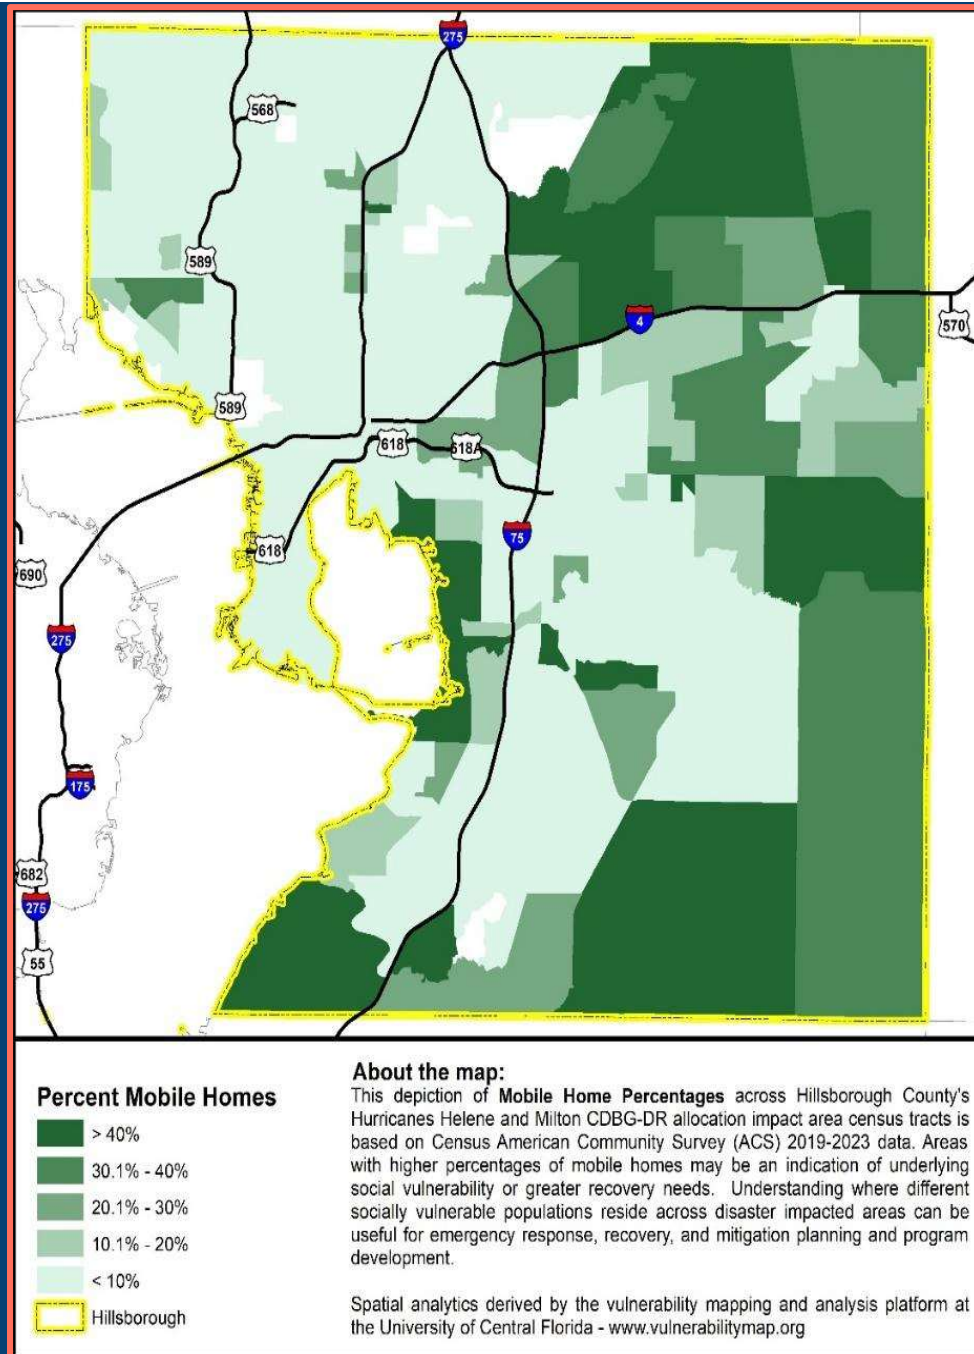 275
568
589
4
570
589
618
618A
75
618
690
275
175
682
275
55
Percent Mobile Homes
> 40%
30.1% - 40%
20.1% - 30%
10.1% - 20%
< 10%
Hillsborough
About the map:
This depiction of Mobile Home Percentages across Hillsborough County's
Hurricanes Helene and Milton CDBG-DR allocation impact area census tracts is
based on Census American Community Survey (ACS) 2019-2023 data. Areas
with higher percentages of mobile homes may be an indication of underlying
social vulnerability or greater recovery needs. Understanding where different
socially vulnerable populations reside across disaster impacted areas can be
useful for emergency response, recovery, and mitigation planning and program
development.
Spatial analytics derived by the vulnerability mapping and analysis platform at
the University of Central Florida - www.vulnerabilitymap.org